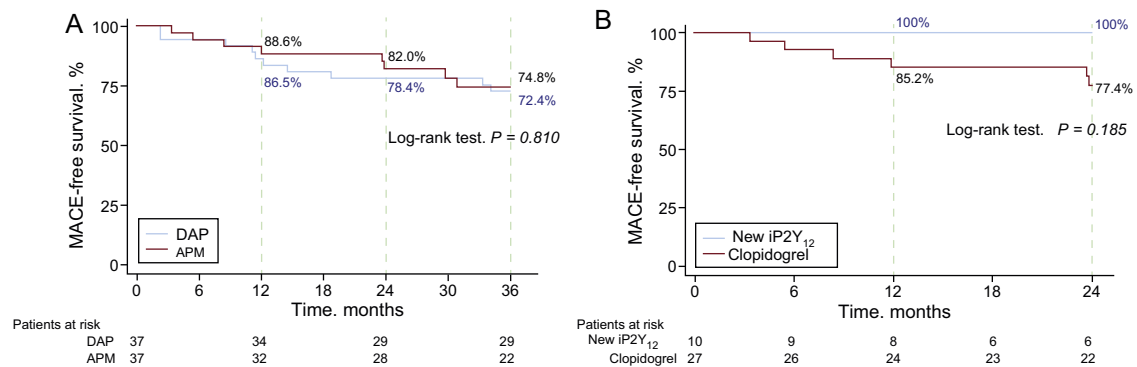 A
MACE-free survival. %
100
75
50
25
0
88.6%
82.0%
74.8%
86.5%
78.4%
72.4%
Log-rank test. P = 0.810
DAP
APM
0 6 12 18 24 30 36
Time. months
Patients at risk
DAP 37 34 29 29
APM 37 32 28 22
B
MACE-free survival. %
100
75
50
25
0
100% 100%
85.2%
77.4%
Log-rank test. P = 0.185
New iP2Y12
Clopidogrel
0 6 12 18 24
Time. months
Patients at risk
New iP2Y12 10 9 8 6 6
Clopidogrel 27 26 24 23 22